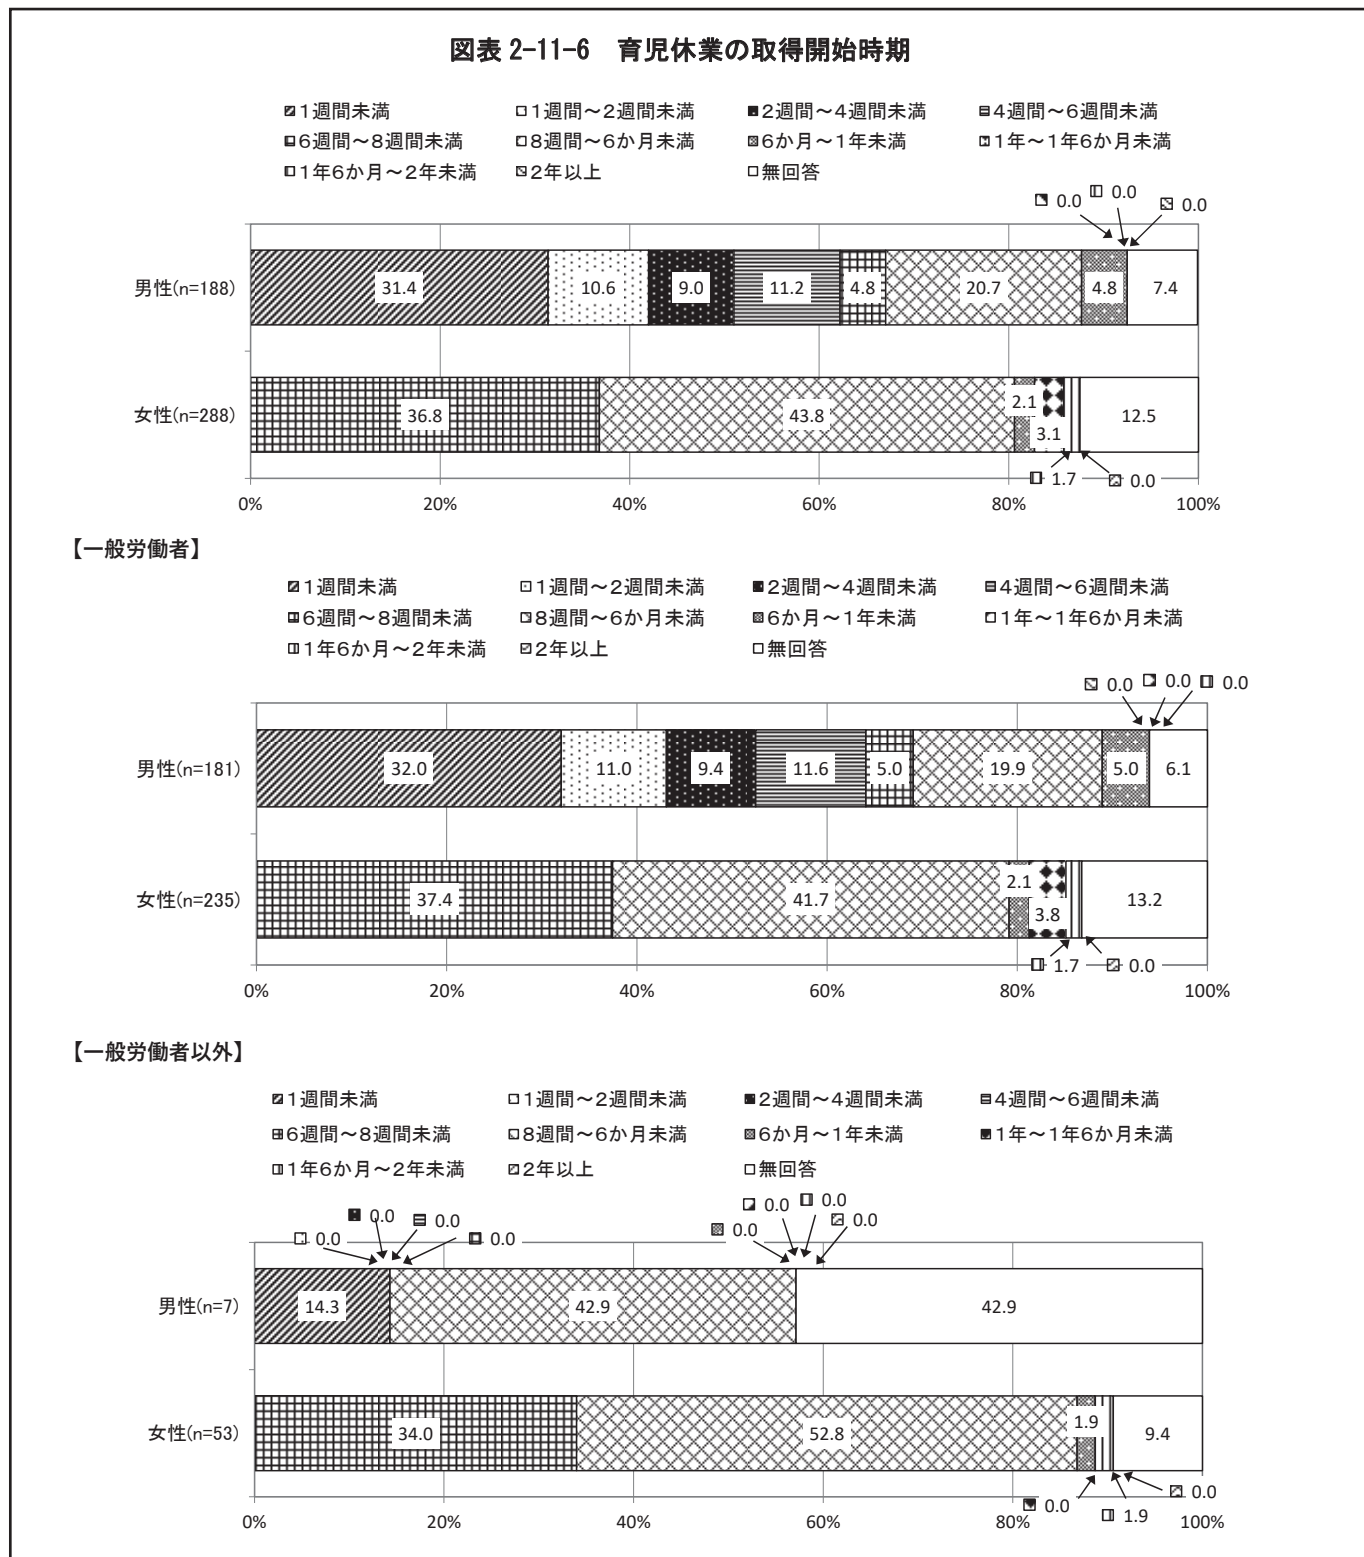 図表 2-11-6 育児休業の取得開始時期
1週間未満 1週間～2週間未満 2週間～4週間未満 4週間～6週間未満
6週間～8週間未満 8週間～6か月未満 6か月～1年未満 1年～1年6か月未満
1年6か月～2年未満 2年以上 無回答
0.0 0.0 0.0
男性(n=188) 31.4 10.6 9.0 11.2 4.8 20.7 4.8 7.4
女性(n=288) 36.8 43.8 2.1 3.1 12.5
1.7 0.0
0% 20% 40% 60% 80% 100%
【一般労働者】
1週間未満 1週間～2週間未満 2週間～4週間未満 4週間～6週間未満
6週間～8週間未満 8週間～6か月未満 6か月～1年未満 1年～1年6か月未満
1年6か月～2年未満 2年以上 無回答
0.0 0.0 0.0
男性(n=181) 32.0 11.0 9.4 11.6 5.0 19.9 5.0 6.1
女性(n=235) 37.4 41.7 2.1 3.8 13.2
1.7 0.0
0% 20% 40% 60% 80% 100%
【一般労働者以外】
1週間未満 1週間～2週間未満 2週間～4週間未満 4週間～6週間未満
6週間～8週間未満 8週間～6か月未満 6か月～1年未満 1年～1年6か月未満
1年6か月～2年未満 2年以上 無回答
0.0 0.0 0.0 0.0 0.0 0.0 0.0 0.0
男性(n=7) 14.3 42.9 42.9
女性(n=53) 34.0 52.8 1.9 9.4
0.0 1.9 0.0
0% 20% 40% 60% 80% 100%